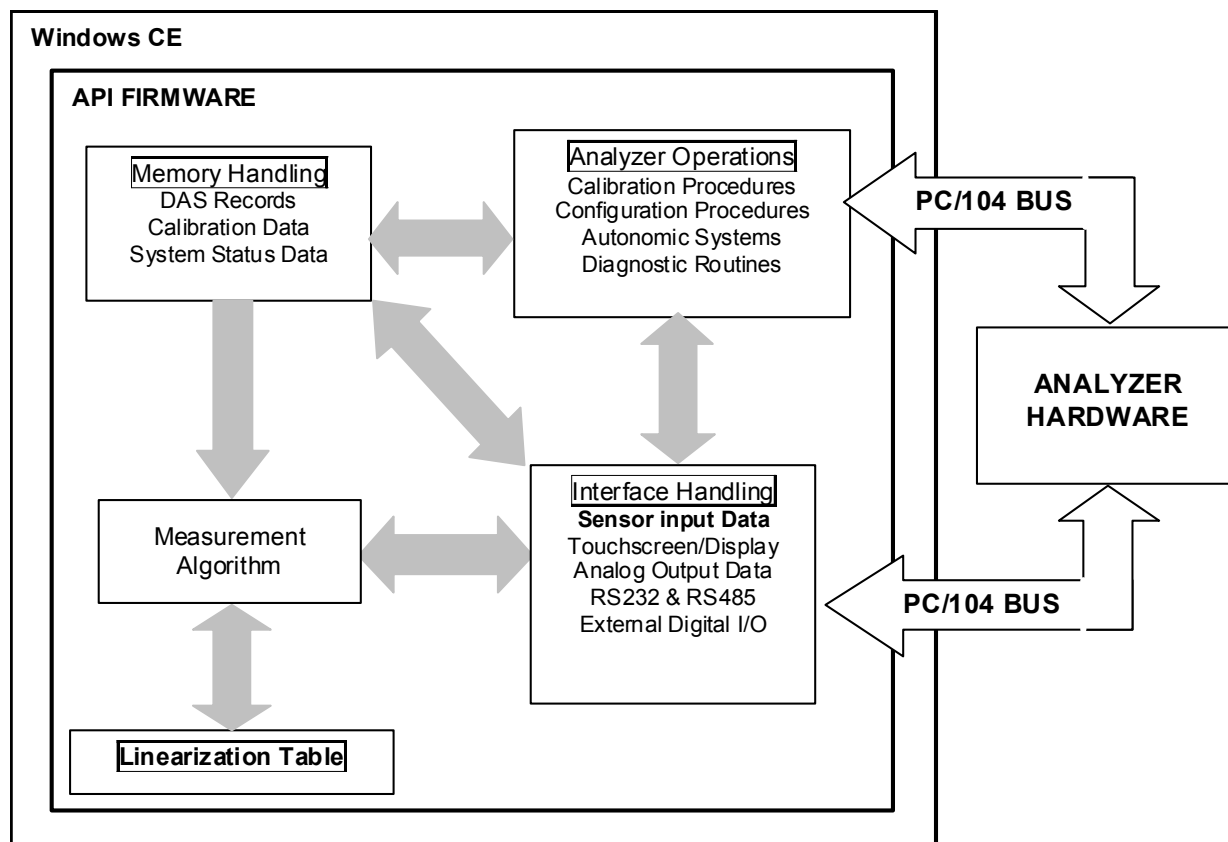 Windows CE
API FIRMWARE
Memory Handling
DAS Records
Calibration Data
System Status Data
Analyzer Operations
Calibration Procedures
Configuration Procedures
Autonomic Systems
Diagnostic Routines
PC/104 BUS
ANALYZER
HARDWARE
Measurement
Algorithm
Interface Handling
Sensor input Data
Touchscreen/Display
Analog Output Data
RS232 & RS485
External Digital I/O
PC/104 BUS
Linearization Table